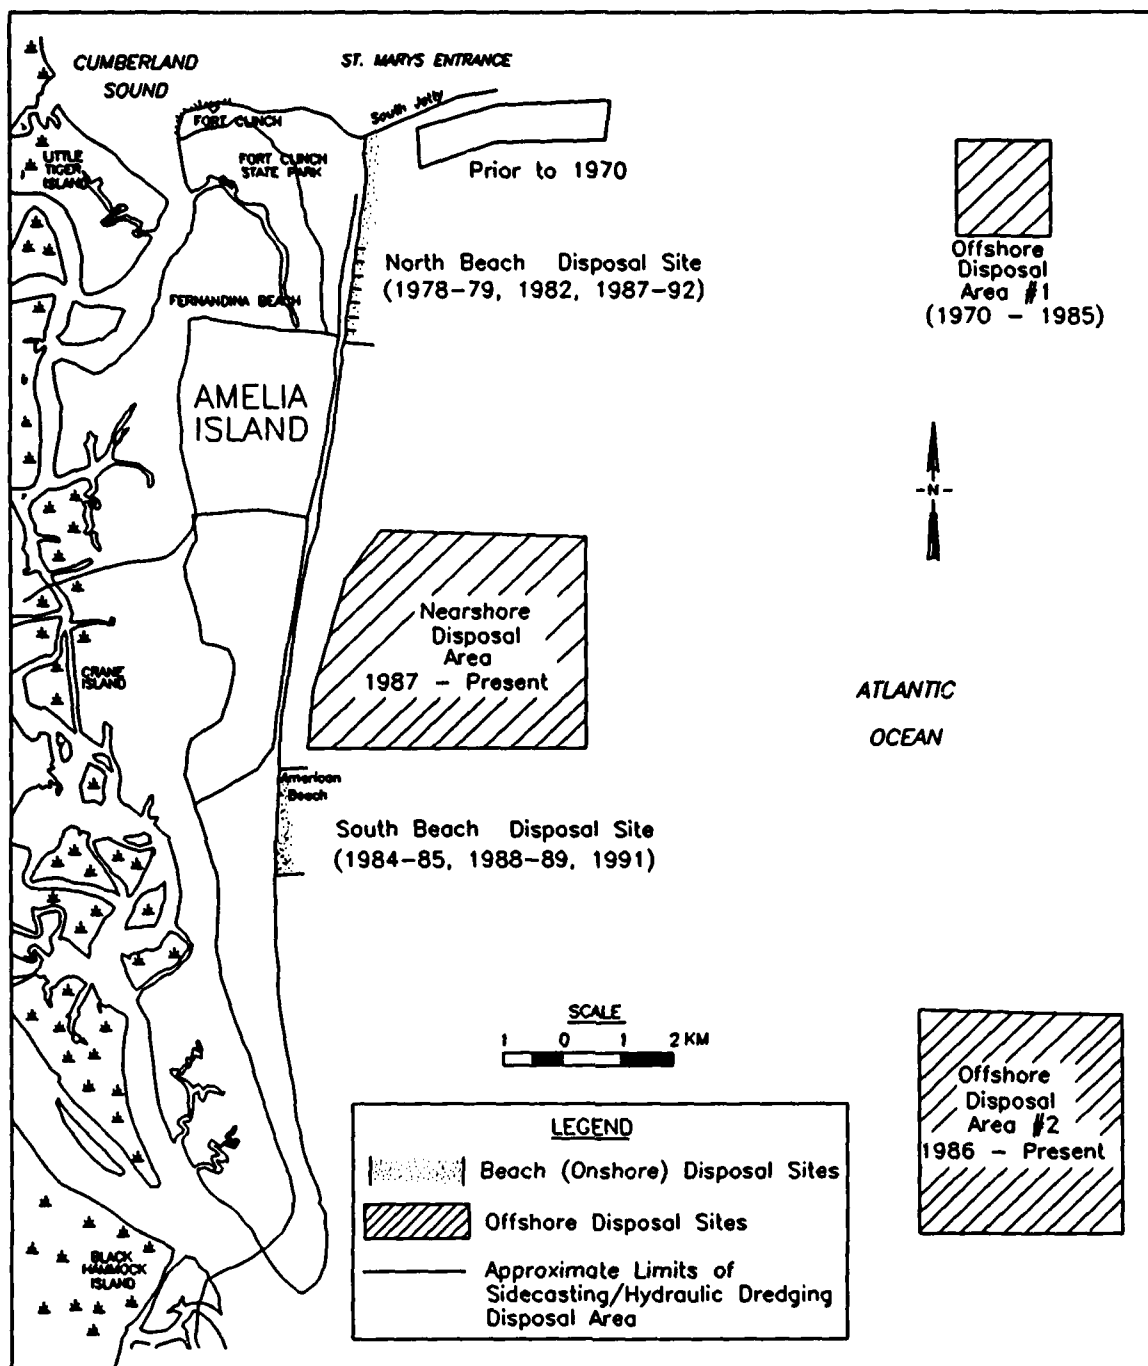 CUMBERLAND
SOUND
ST. MARYS ENTRANCE
South Jetty
FORT CLINCH
Prior to 1970
LITTLE
TIGER
ISLAND
FORT CLINCH
STATE PARK
Offshore
Disposal
Area #1
(1970 - 1985)
North Beach Disposal Site
(1978-79, 1982, 1987-92)
FERNANDINA BEACH
AMELIA
ISLAND
-N-
Nearshore
Disposal
Area
1987 - Present
CRANE
ISLAND
ATLANTIC
OCEAN
American
Beach
South Beach Disposal Site
(1984-85, 1988-89, 1991)
SCALE
1 0 1 2 KM
Offshore
Disposal
Area #2
1986 - Present
LEGEND
Beach (Onshore) Disposal Sites
Offshore Disposal Sites
Approximate Limits of
Sidecasting/Hydraulic Dredging
Disposal Area
BLACK
HAMMOCK
ISLAND